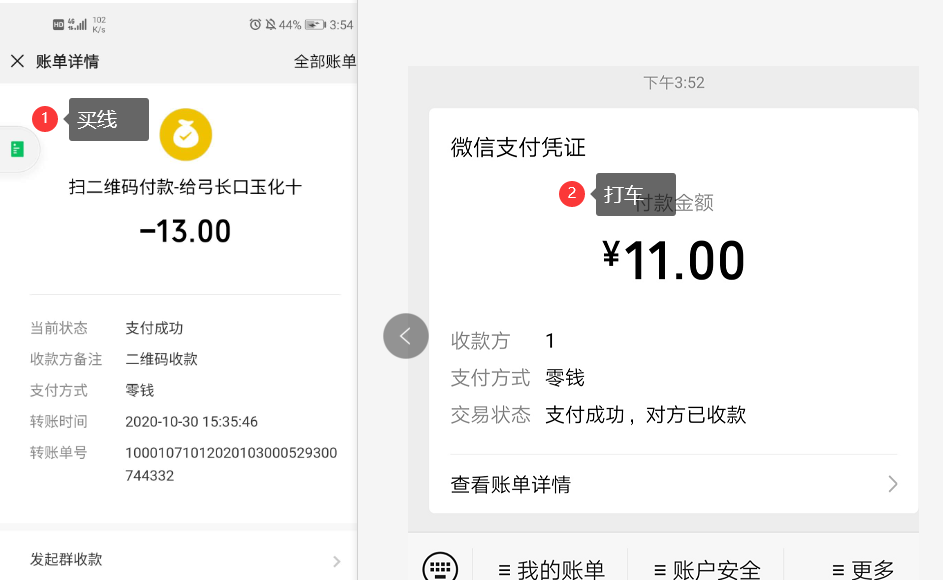 HD 4G 102 K/s 44% 3:54
账单详情 全部账单
1 买线
扫二维码付款-给弓长口玉化十
-13.00
当前状态 支付成功
收款方备注 二维码收款
支付方式 零钱
转账时间 2020-10-30 15:35:46
转账单号 10001071012020103000529300
744332
发起群收款
下午3:52
微信支付凭证
2 打车
付款金额
¥11.00
收款方 1
支付方式 零钱
交易状态 支付成功，对方已收款
查看账单详情
我的账单 账户安全 更多